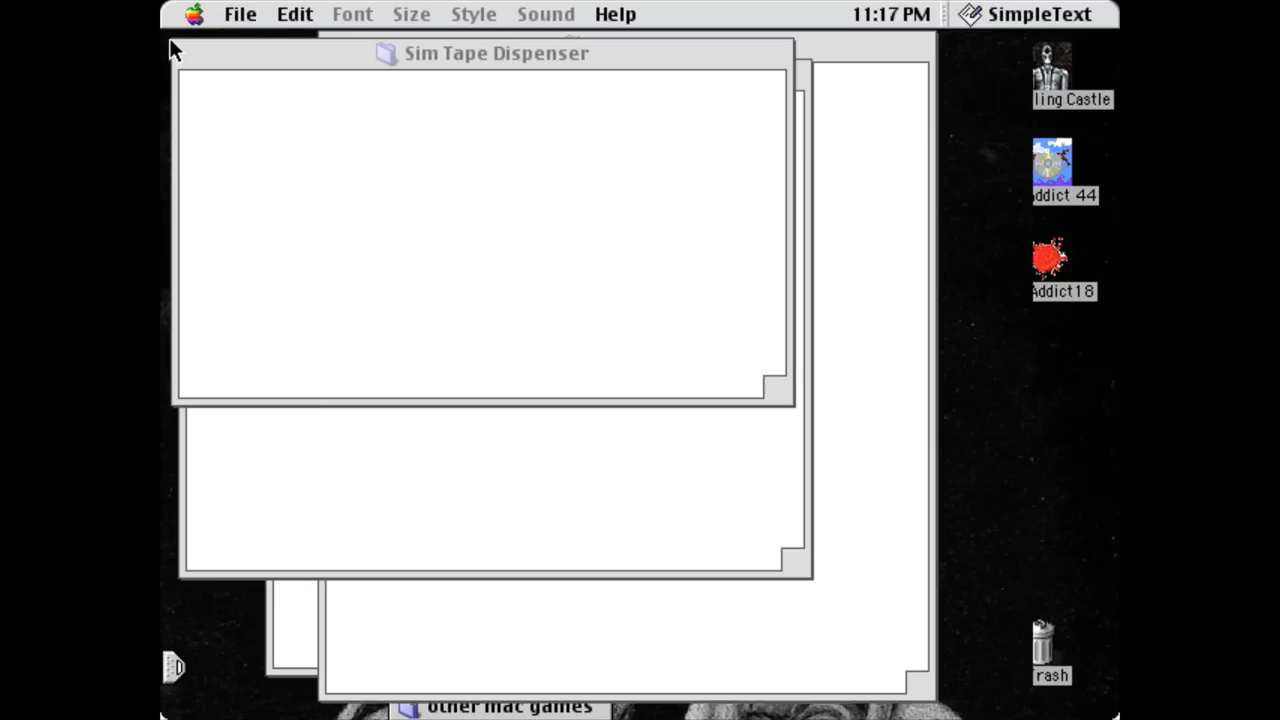 File Edit Font Size Style Sound Help 11:17 PM SimpleText
Sim Tape Dispenser
ling Castle
ddict 44
Addict18
Trash
other mac games